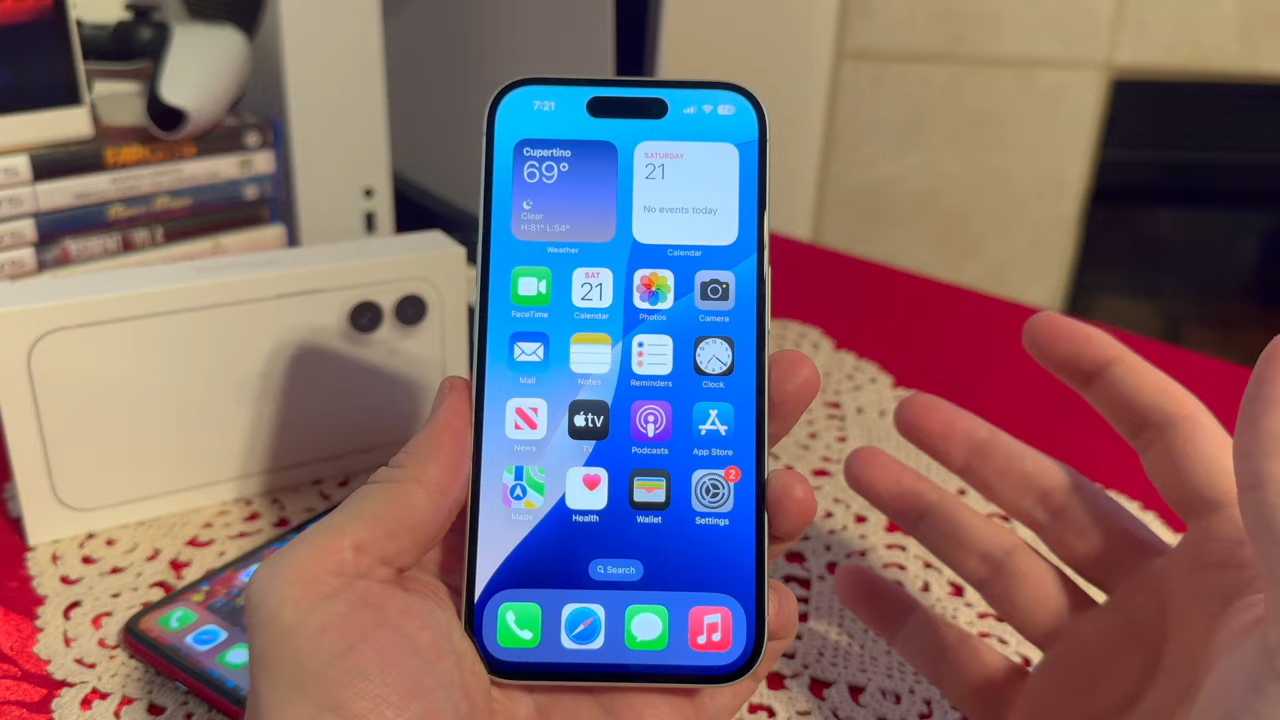 7:21
Cupertino
69°
Clear
H:81° L:54°
Weather
SATURDAY
21
No events today
Calendar
SAT
21
FaceTime
Calendar
Photos
Camera
Mail
Notes
Reminders
Clock
tv
News
TV
Podcasts
App Store
2
Maps
Health
Wallet
Settings
Search
FARCRY